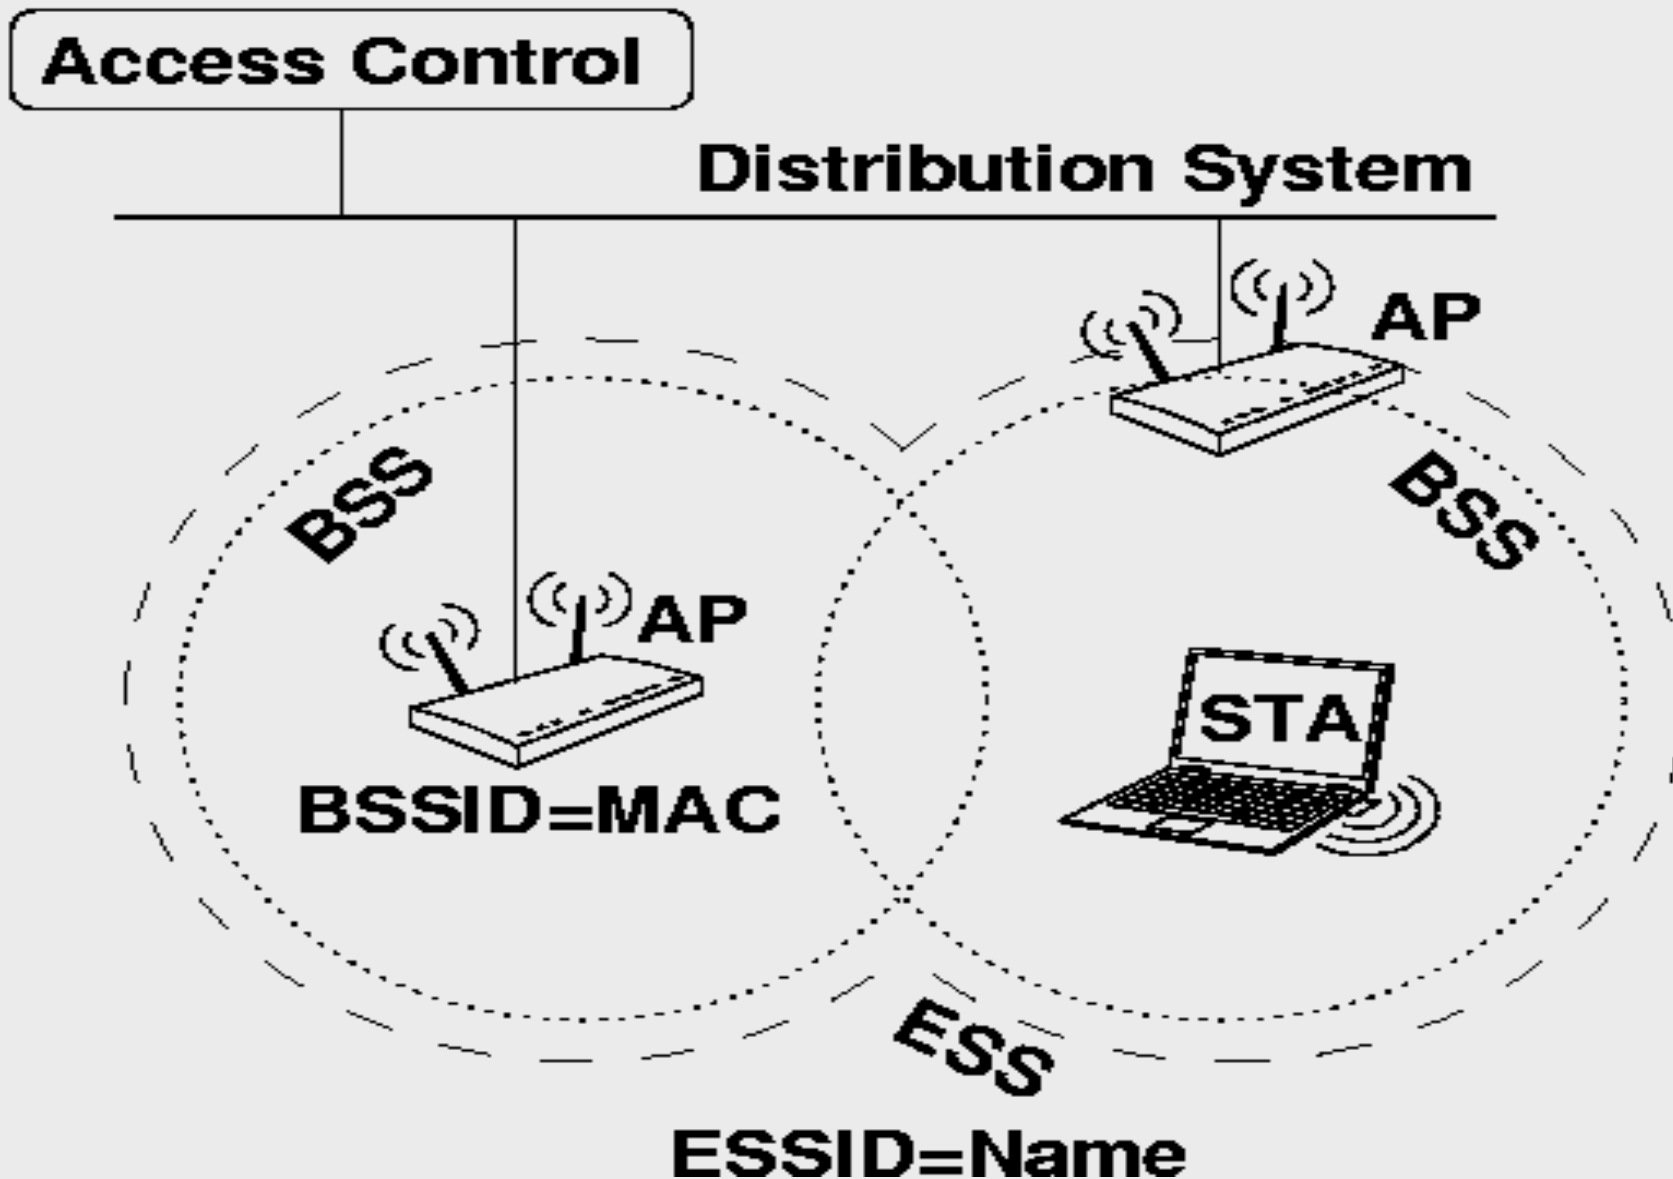 Access Control
Distribution System
AP
BSS
BSS
AP
STA
BSSID=MAC
ESS
ESSID=Name